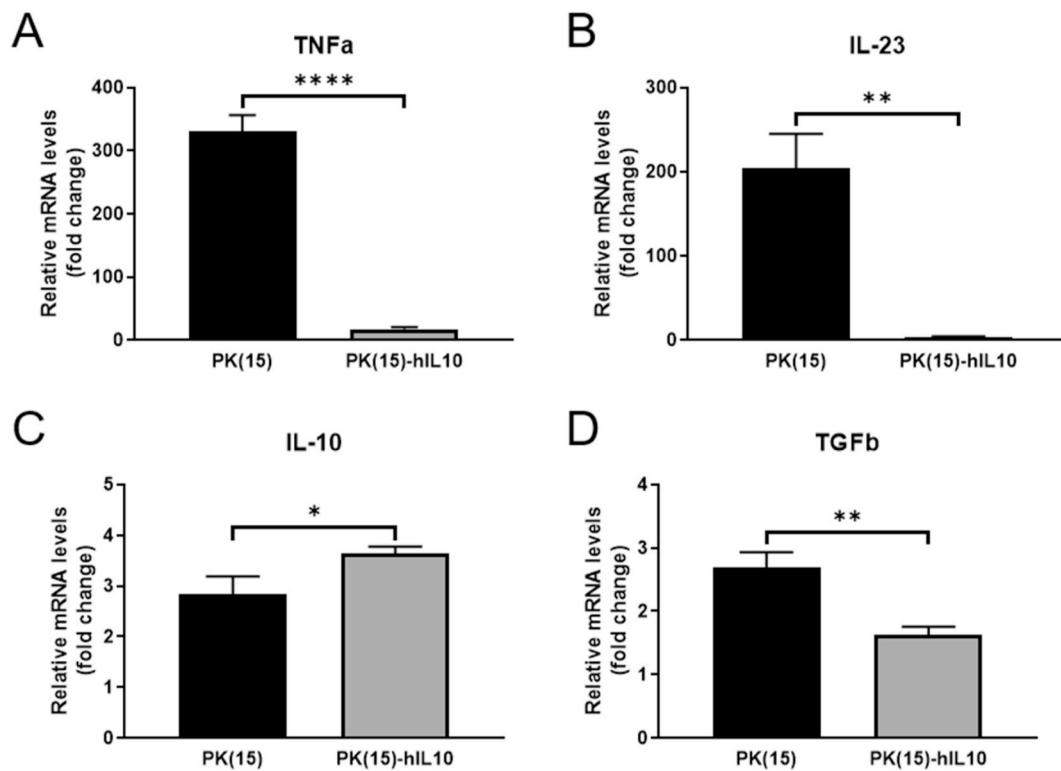 A
TNFa
Relative mRNA levels
(fold change)
400
300
200
100
0
****
PK(15)
PK(15)-hIL10
B
IL-23
Relative mRNA levels
(fold change)
300
200
100
0
**
PK(15)
PK(15)-hIL10
C
IL-10
Relative mRNA levels
(fold change)
5
4
3
2
1
0
*
PK(15)
PK(15)-hIL10
D
TGFb
Relative mRNA levels
(fold change)
4
3
2
1
0
**
PK(15)
PK(15)-hIL10